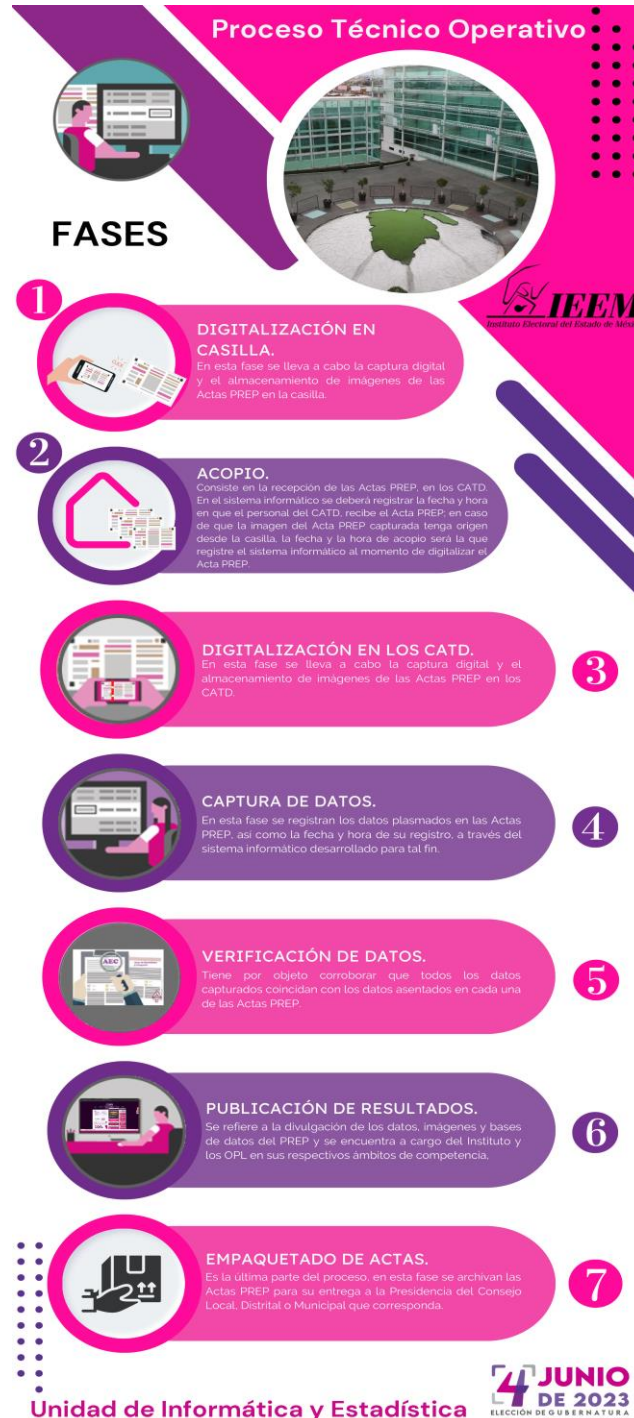 Proceso Técnico Operativo
FASES
IEEM
Instituto Electoral del Estado de Méxi
1
DIGITALIZACIÓN EN
CASILLA.
En esta fase se lleva a cabo la captura digital
y el almacenamiento de imágenes de las
Actas PREP en la casilla.
2
ACOPIO.
Consiste en la recepción de las Actas PREP, en los CATD.
En el sistema informático se deberá registrar la fecha y hora
en que el personal del CATD, recibe el Acta PREP; en caso
de que la imagen del Acta PREP capturada tenga origen
desde la casilla, la fecha y la hora de acopio será la que
registre el sistema informático al momento de digitalizar el
Acta PREP.
DIGITALIZACIÓN EN LOS CATD.
En esta fase se lleva a cabo la captura digital y el
almacenamiento de imágenes de las Actas PREP en los
CATD.
3
CAPTURA DE DATOS.
En esta fase se registran los datos plasmados en las Actas
PREP, así como la fecha y hora de su registro, a través del
sistema informático desarrollado para tal fin.
4
AEC
VERIFICACIÓN DE DATOS.
Tiene por objeto corroborar que todos los datos
capturados coincidan con los datos asentados en cada una
de las Actas PREP.
5
PUBLICACIÓN DE RESULTADOS.
Se refiere a la divulgación de los datos, imágenes y bases
de datos del PREP y se encuentra a cargo del Instituto y
los OPL en sus respectivos ámbitos de competencia,
6
EMPAQUETADO DE ACTAS.
Es la última parte del proceso, en esta fase se archivan las
Actas PREP para su entrega a la Presidencia del Consejo
Local, Distrital o Municipal que corresponda.
7
Unidad de Informática y Estadística
4 JUNIO
DE 2023
ELECCIÓN DE GUBERNATURA